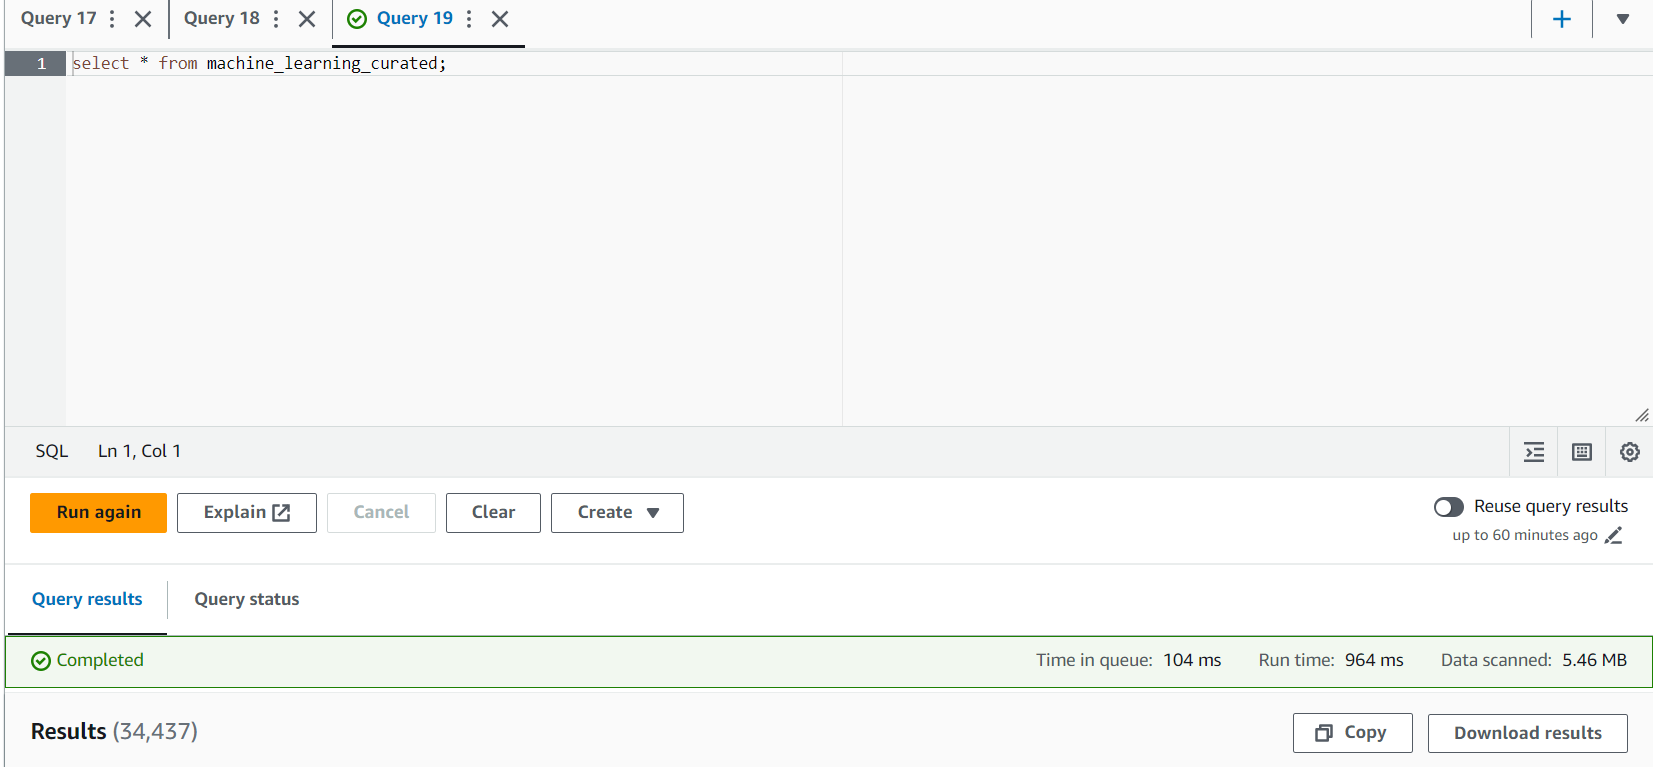 Query 17 Query 18 Query 19
1 select * from machine_learning_curated;
SQL Ln 1, Col 1
Run again Explain Cancel Clear Create Reuse query results
up to 60 minutes ago
Query results Query status
Completed Time in queue: 104 ms Run time: 964 ms Data scanned: 5.46 MB
Results (34,437) Copy Download results